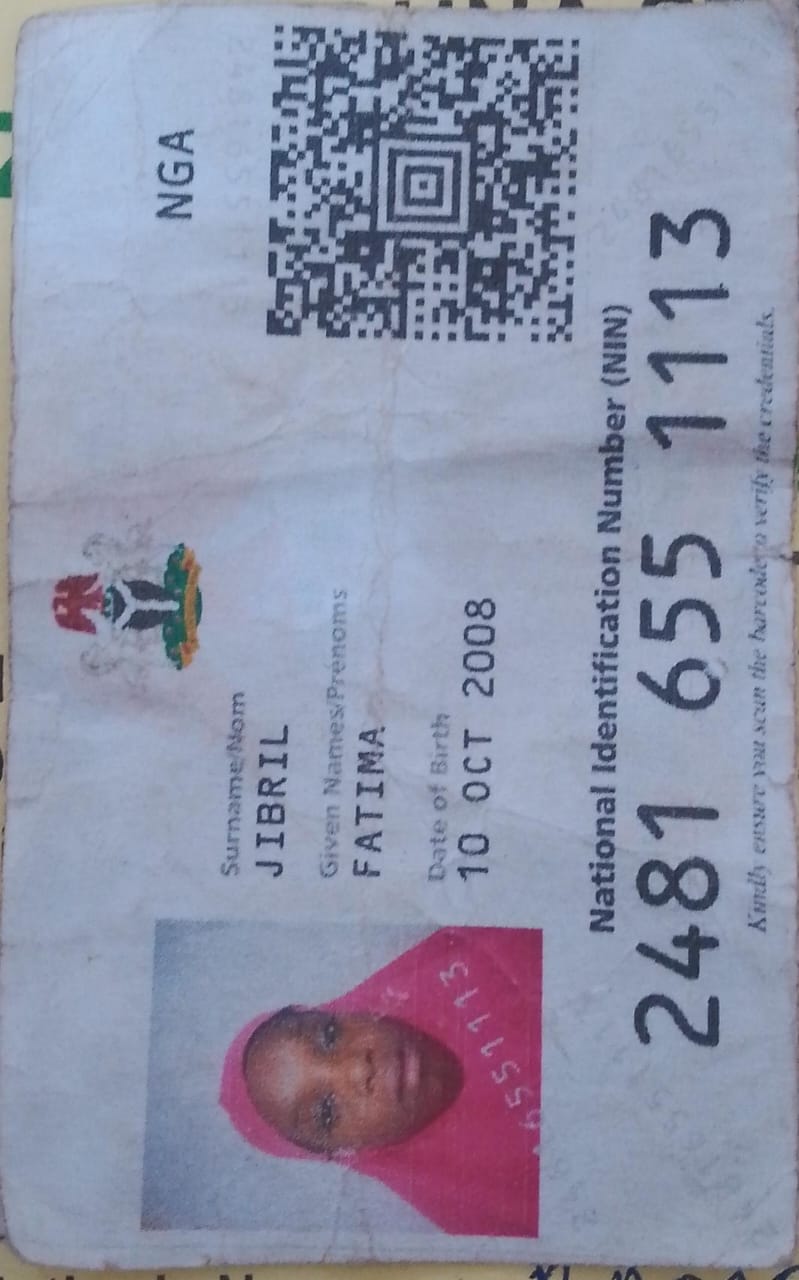 NGA
Surname/Nom
JIBRIL
Given Names/Prénoms
FATIMA
Date of Birth
10 OCT 2008
National Identification Number (NIN)
2481 655 1113
Kindly ensure you scan the barcode to verify the credentials.